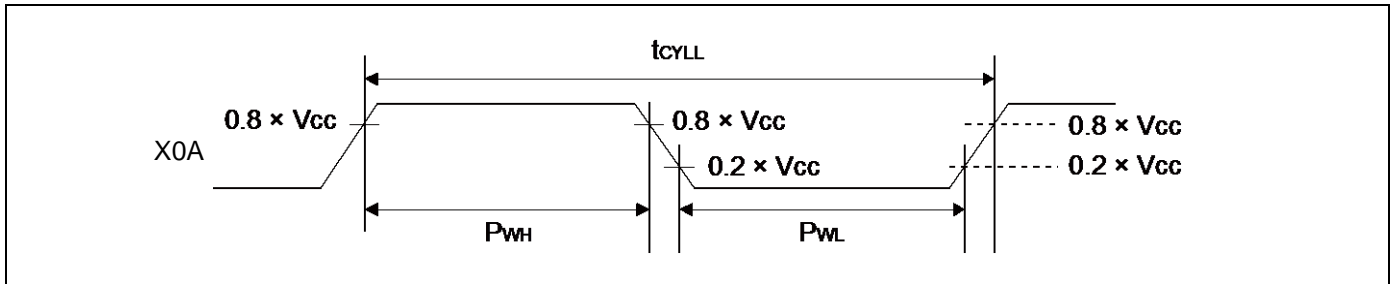 tCYLL
0.8 × VCC
0.8 × VCC
0.8 × VCC
X0A
0.2 × VCC
0.2 × VCC
PWH
PWL